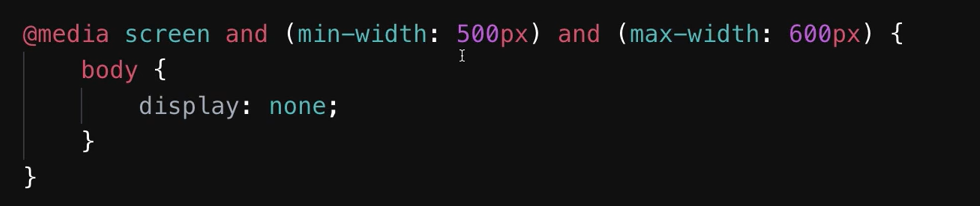 @media screen and (min-width: 500px) and (max-width: 600px) {
    body {
        display: none;
    }
}